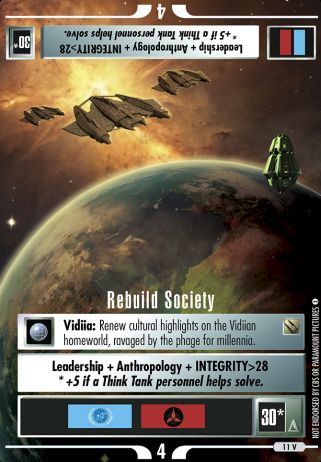 4
30*
Leadership + Anthropology + INTEGRITY>28
* +5 if a Think Tank personnel helps solve.
Rebuild Society
Vidiia: Renew cultural highlights on the Vidiian
homeworld, ravaged by the phage for millennia.
Leadership + Anthropology + INTEGRITY>28
* +5 if a Think Tank personnel helps solve.
30*
4
11 V
NOT ENDORSED BY CBS OR PARAMOUNT PICTURES